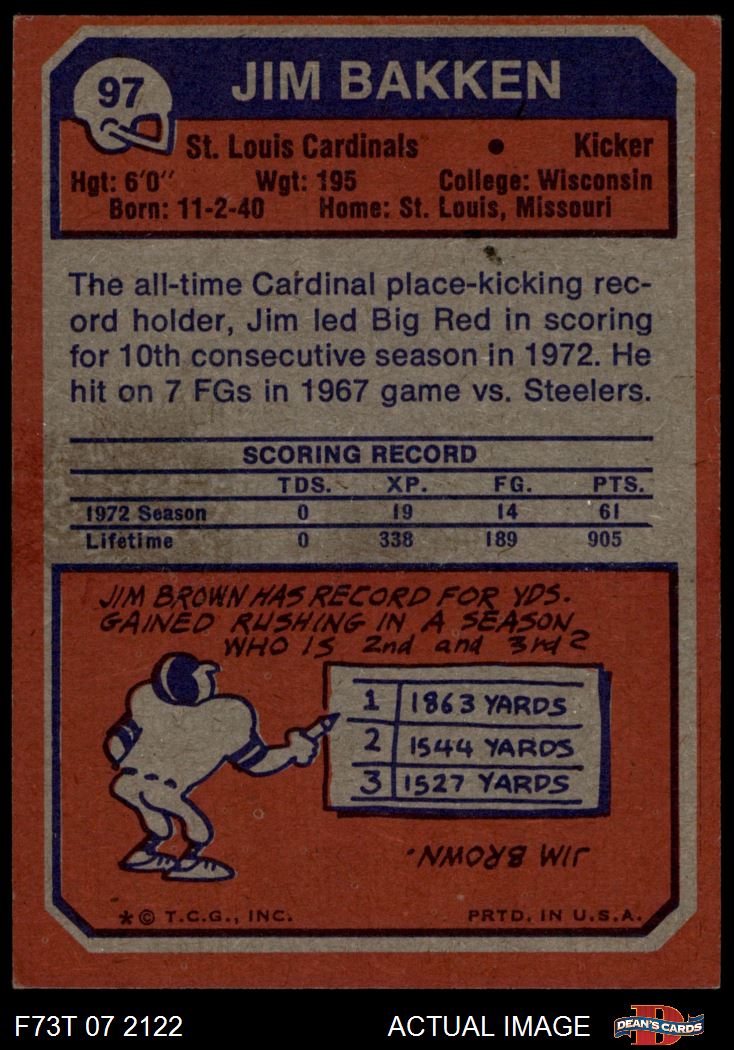 97
JIM BAKKEN
St. Louis Cardinals • Kicker
Hgt: 6'0" Wgt: 195 College: Wisconsin
Born: 11-2-40 Home: St. Louis, Missouri
The all-time Cardinal place-kicking rec-
ord holder, Jim led Big Red in scoring
for 10th consecutive season in 1972. He
hit on 7 FGs in 1967 game vs. Steelers.
SCORING RECORD
TDS. XP. FG. PTS.
1972 Season 0 19 14 61
Lifetime 0 338 189 905
JIM BROWN HAS RECORD FOR YDS.
GAINED RUSHING IN A SEASON
WHO IS 2nd and 3rd?
1 1863 YARDS
2 1544 YARDS
3 1527 YARDS
JIM BROWN.
* © T.C.G., INC. PRTD. IN U.S.A.
F73T 07 2122 ACTUAL IMAGE
D
DEAN'S CARDS